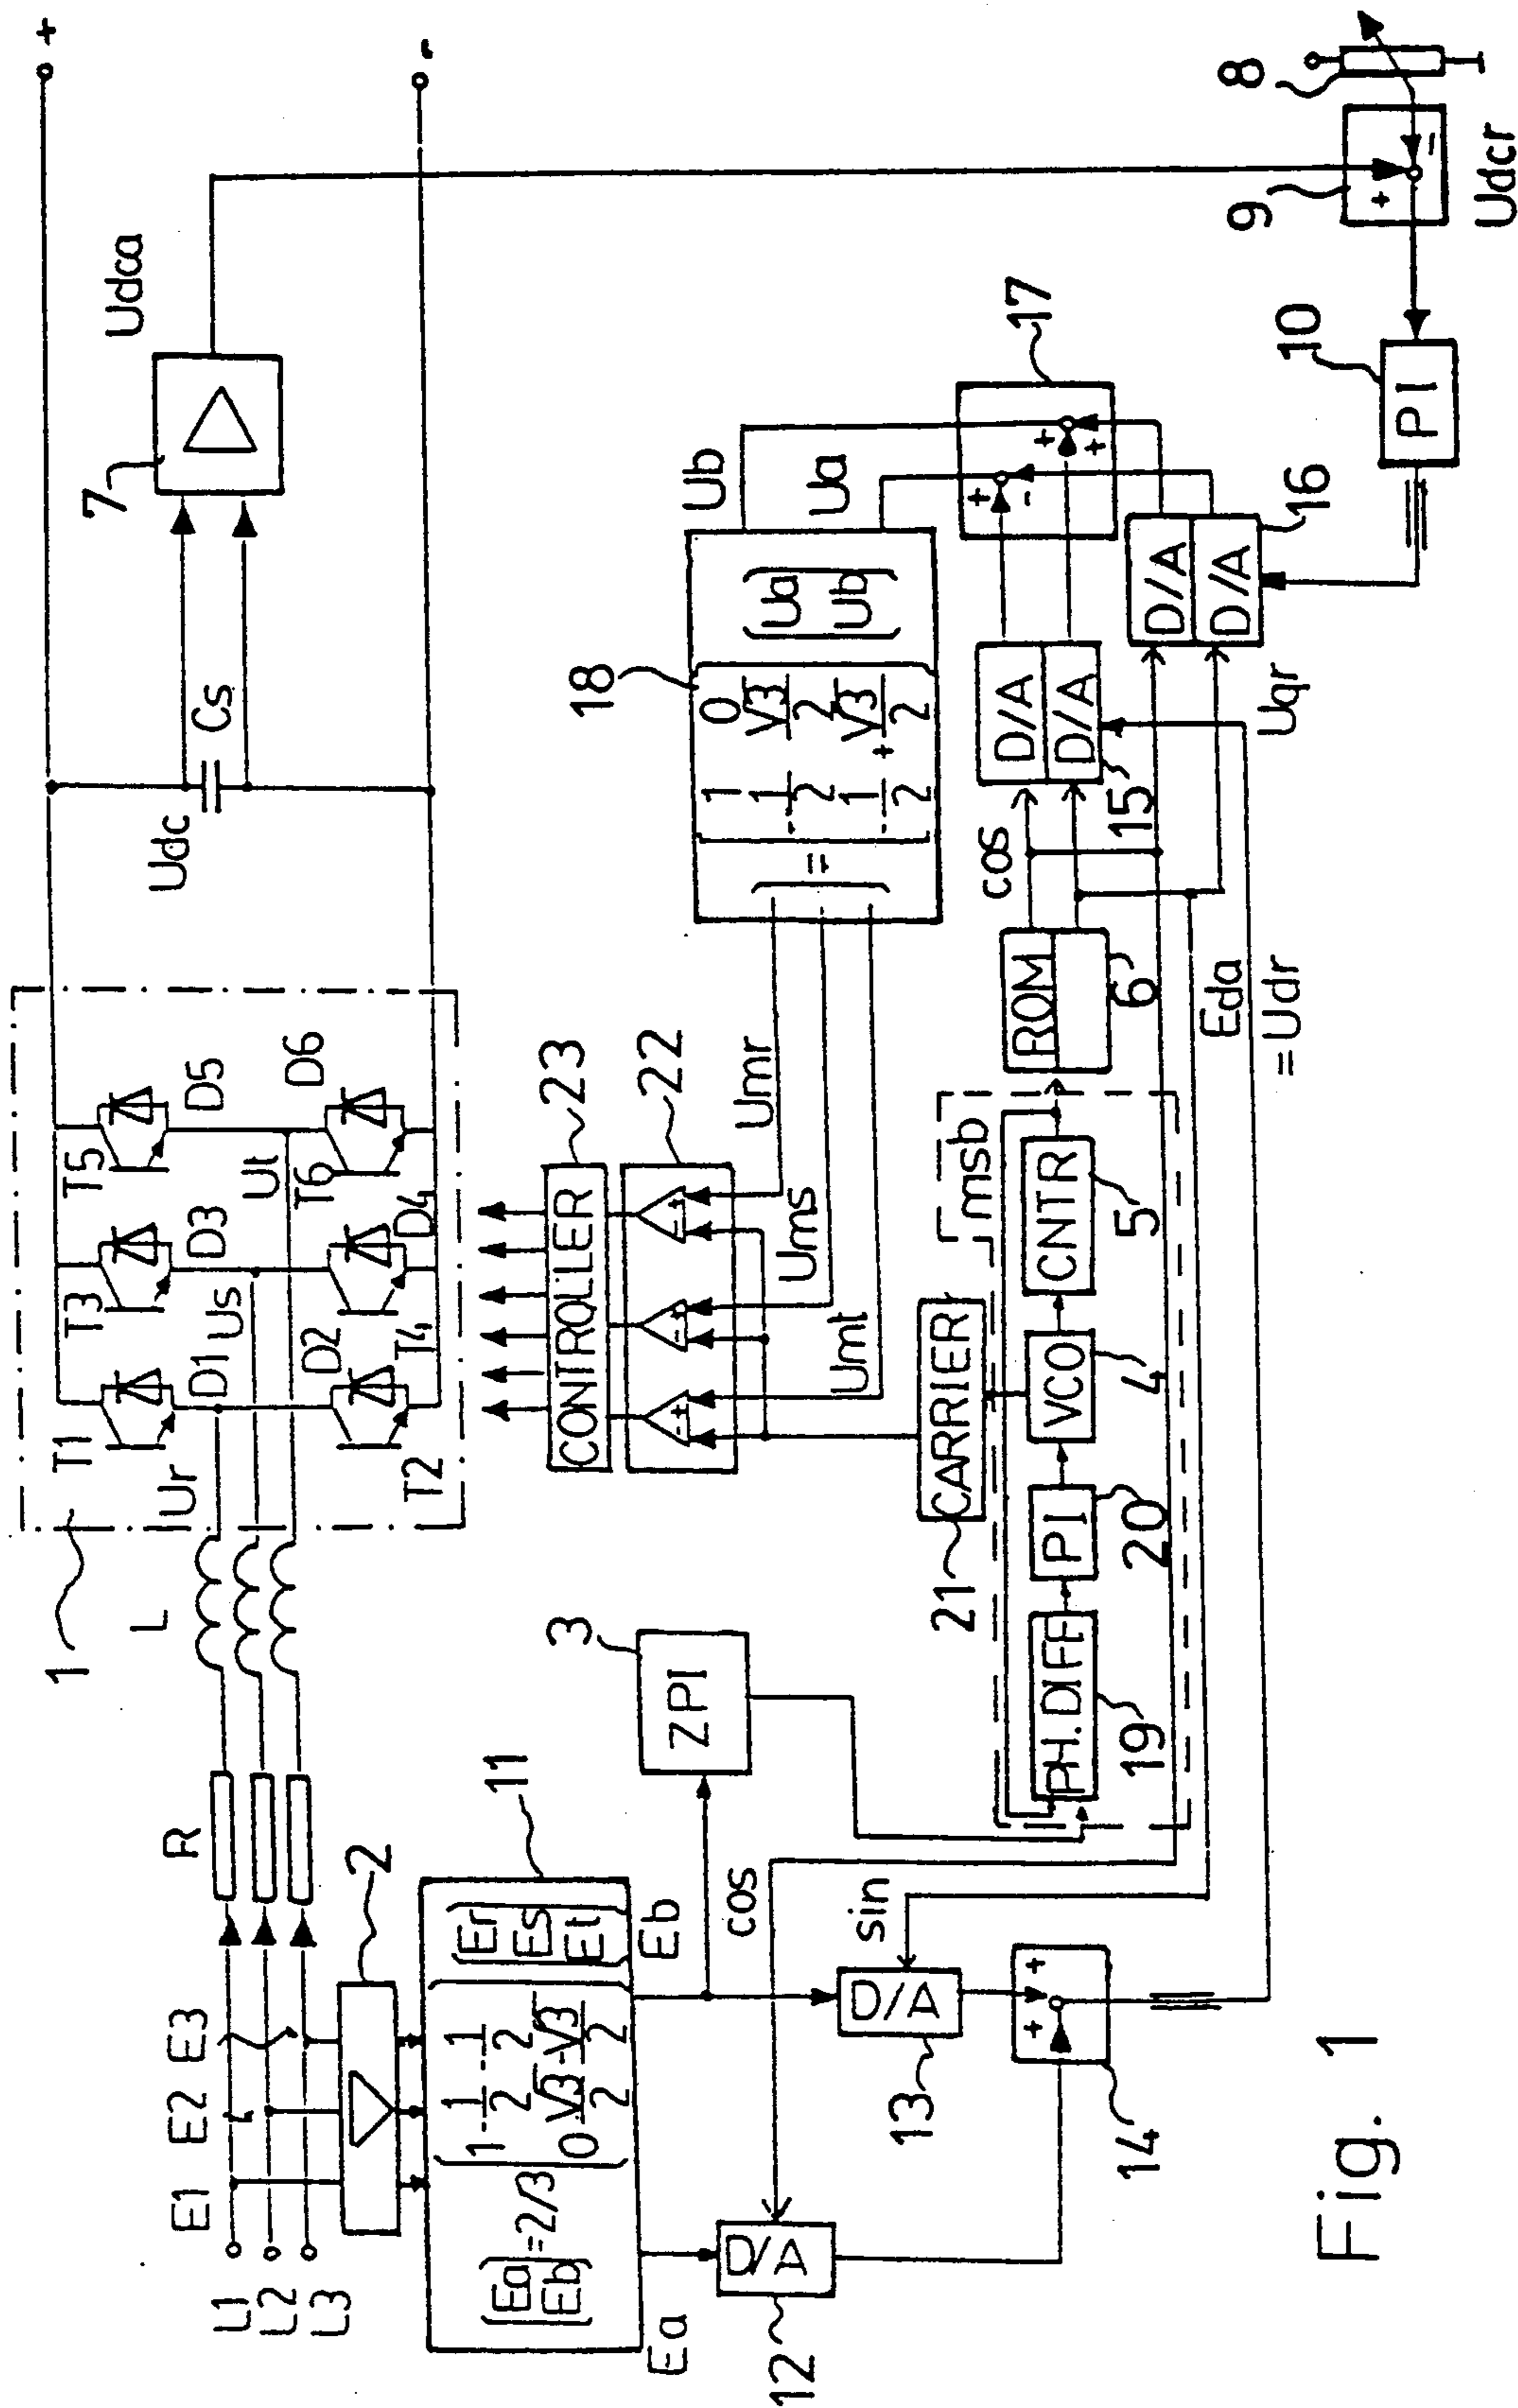 +
-
Udca
7
Cs
Udc
1
T1
D1
T3
D3
T5
D5
Ur
Us
Ut
T2
D2
T4
D4
T6
D6
L
R
E1
E2
E3
L1
L2
L3
2
11
(Ea Eb) = 2/3 (1 -1/2 -1/2 0 √3/2 -√3/2) (Er Es Et)
Ea
Eb
ZPI
3
cos
sin
D/A
12
D/A
13
+
+
14
CONTROLLER
23
22
- +
- +
- +
Umr
Ums
Umt
CARRIER
21
( ) = (1 0 -1/2 √3/2 -1/2 + √3/2) (Ua Ub)
18
Ub
Ua
17
+
-
+
+
msb
PH.DIFF
19
PI
20
VCO
4
CNTR
5
ROM
6
cos
D/A
D/A
15
D/A
D/A
16
Eda
=Udr
Uqr
PI
10
9
+
-
Udcr
8
Fig. 1